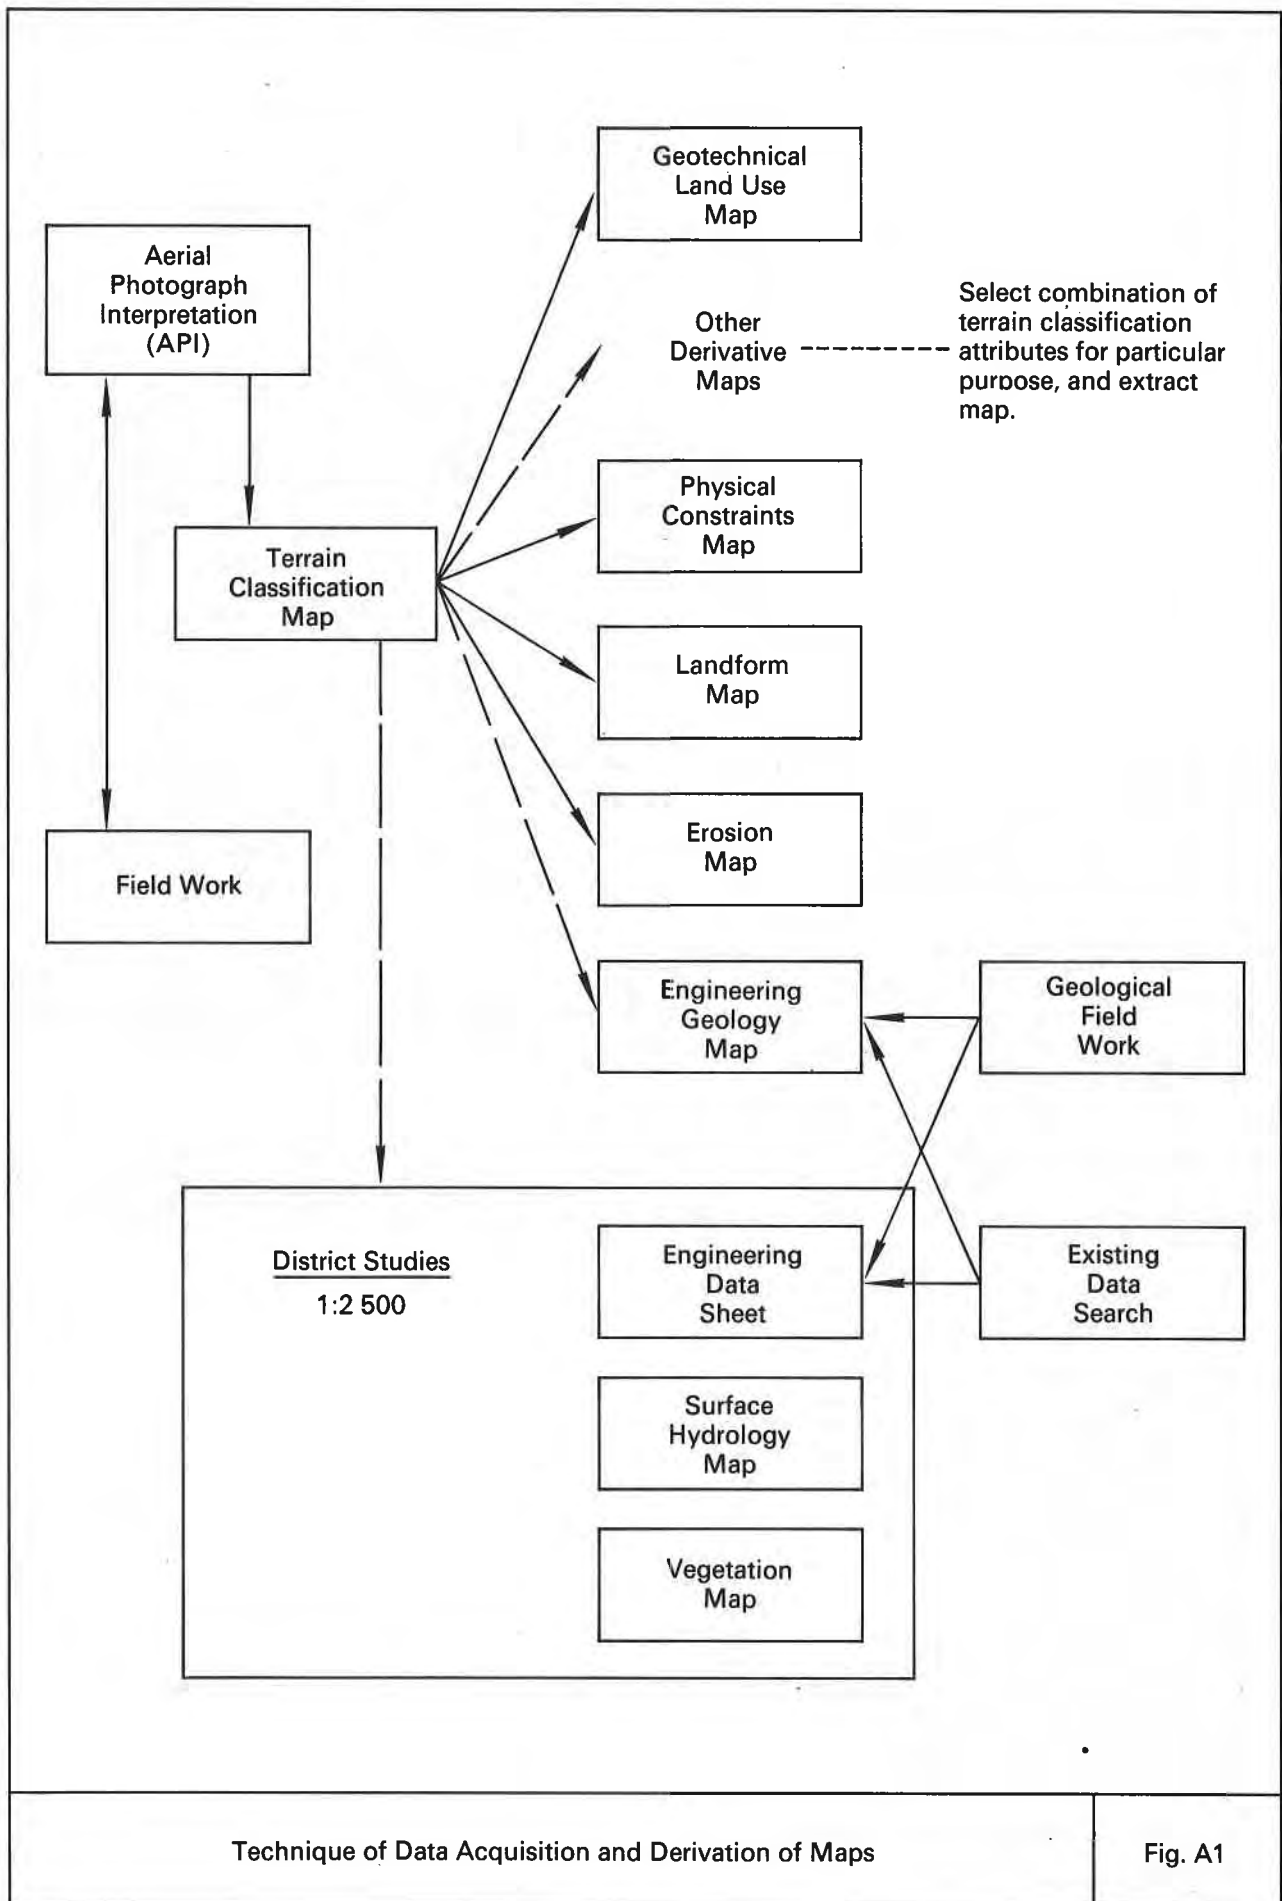 Geotechnical
Land Use
Map
Aerial
Photograph
Interpretation
(API)
Other
Derivative
Maps
Select combination of
terrain classification
attributes for particular
purpose, and extract
map.
Physical
Constraints
Map
Terrain
Classification
Map
Landform
Map
Erosion
Map
Field Work
Engineering
Geology
Map
Geological
Field
Work
District Studies
1:2 500
Engineering
Data
Sheet
Existing
Data
Search
Surface
Hydrology
Map
Vegetation
Map
Technique of Data Acquisition and Derivation of Maps
Fig. A1